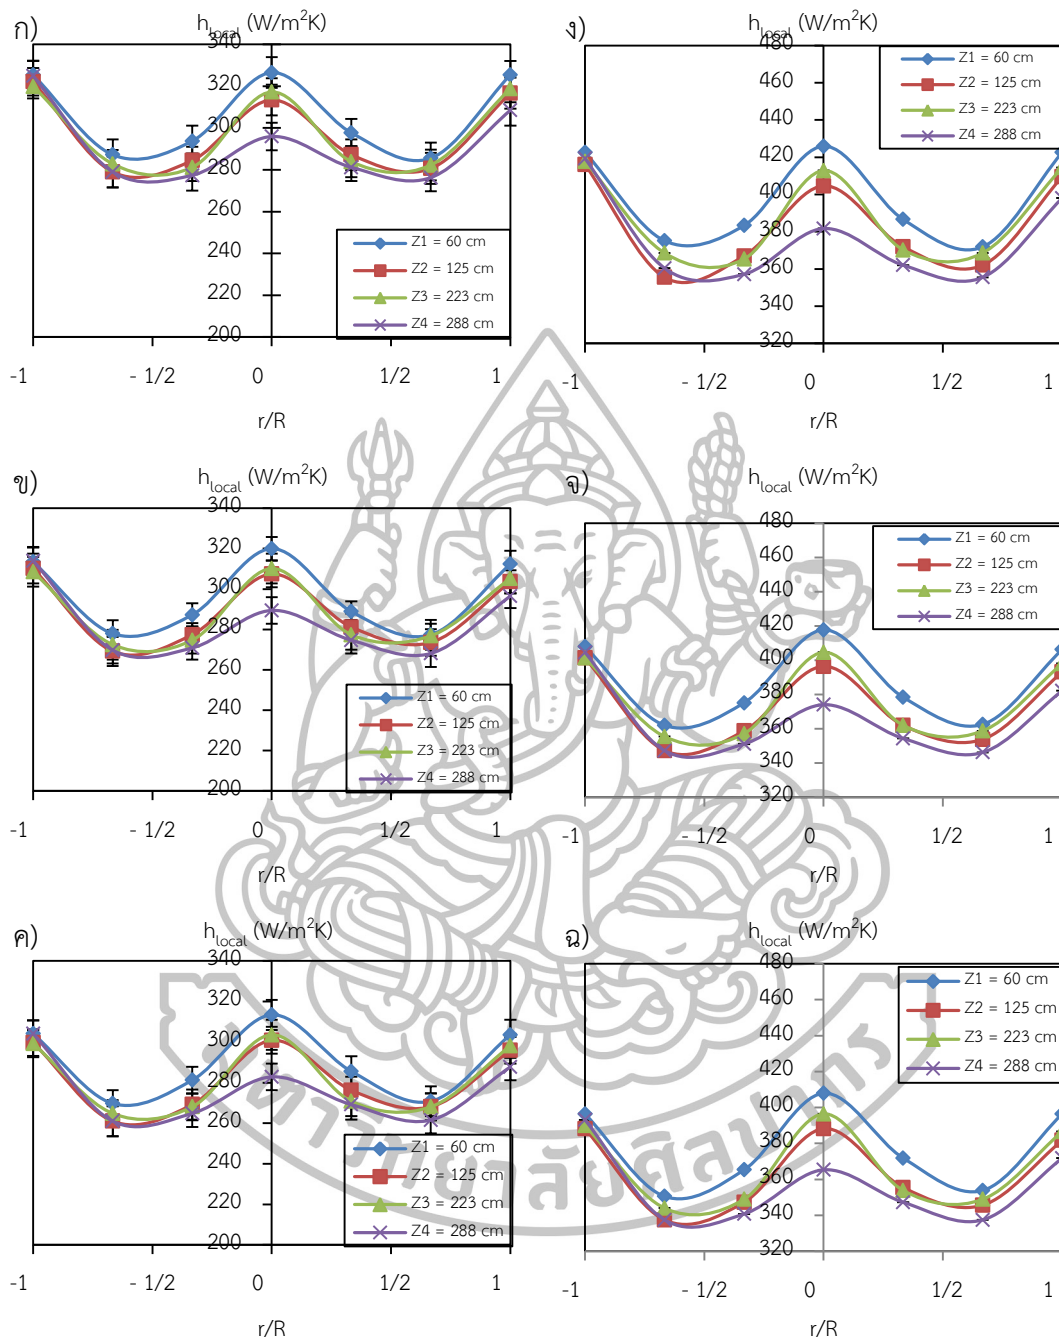 ก)
h_local (W/m²K)
340
320
300
280
260
240
220
200
Z1 = 60 cm
Z2 = 125 cm
Z3 = 223 cm
Z4 = 288 cm
-1
- 1/2
0
1/2
1
r/R
ง)
h_local (W/m²K)
480
460
440
420
400
380
360
340
320
Z1 = 60 cm
Z2 = 125 cm
Z3 = 223 cm
Z4 = 288 cm
-1
- 1/2
0
1/2
1
r/R
ข)
h_local (W/m²K)
340
320
300
280
260
240
220
200
Z1 = 60 cm
Z2 = 125 cm
Z3 = 223 cm
Z4 = 288 cm
-1
- 1/2
0
1/2
1
r/R
จ)
h_local (W/m²K)
480
460
440
420
400
380
360
340
320
Z1 = 60 cm
Z2 = 125 cm
Z3 = 223 cm
Z4 = 288 cm
-1
- 1/2
0
1/2
1
r/R
ค)
h_local (W/m²K)
340
320
300
280
260
240
220
200
Z1 = 60 cm
Z2 = 125 cm
Z3 = 223 cm
Z4 = 288 cm
-1
- 1/2
0
1/2
1
r/R
ฉ)
h_local (W/m²K)
480
460
440
420
400
380
360
340
320
Z1 = 60 cm
Z2 = 125 cm
Z3 = 223 cm
Z4 = 288 cm
-1
- 1/2
0
1/2
1
r/R